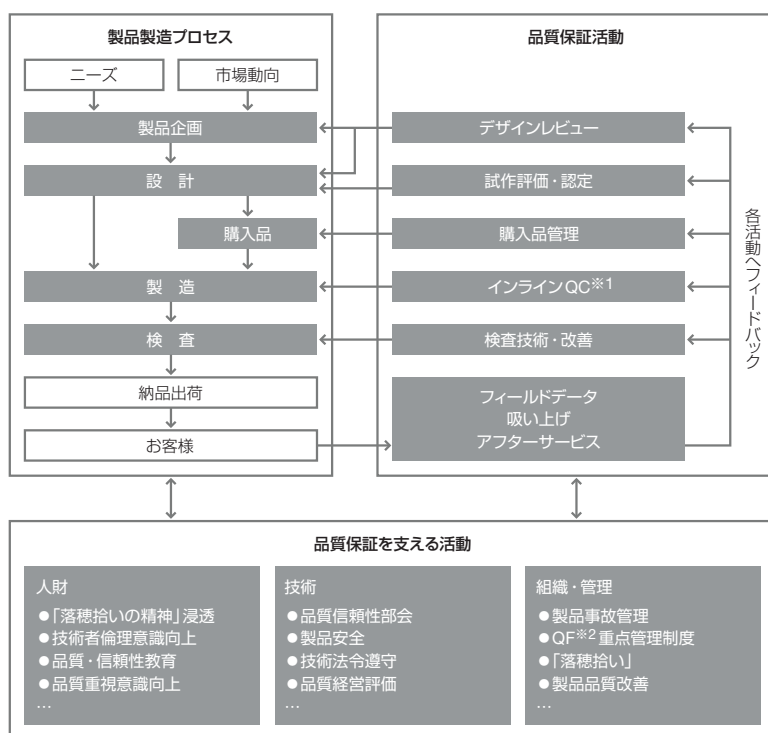 製品製造プロセス
ニーズ
市場動向
製品企画
設 計
購入品
製 造
検 査
納品出荷
お客様
品質保証活動
デザインレビュー
試作評価・認定
購入品管理
インラインQC※1
検査技術・改善
フィールドデータ
吸い上げ
アフターサービス
各活動へフィードバック
品質保証を支える活動
人財
●「落穂拾いの精神」浸透
●技術者倫理意識向上
●品質・信頼性教育
●品質重視意識向上
…
技術
●品質信頼性部会
●製品安全
●技術法令遵守
●品質経営評価
…
組織・管理
●製品事故管理
●QF※2重点管理制度
●「落穂拾い」
●製品品質改善
…